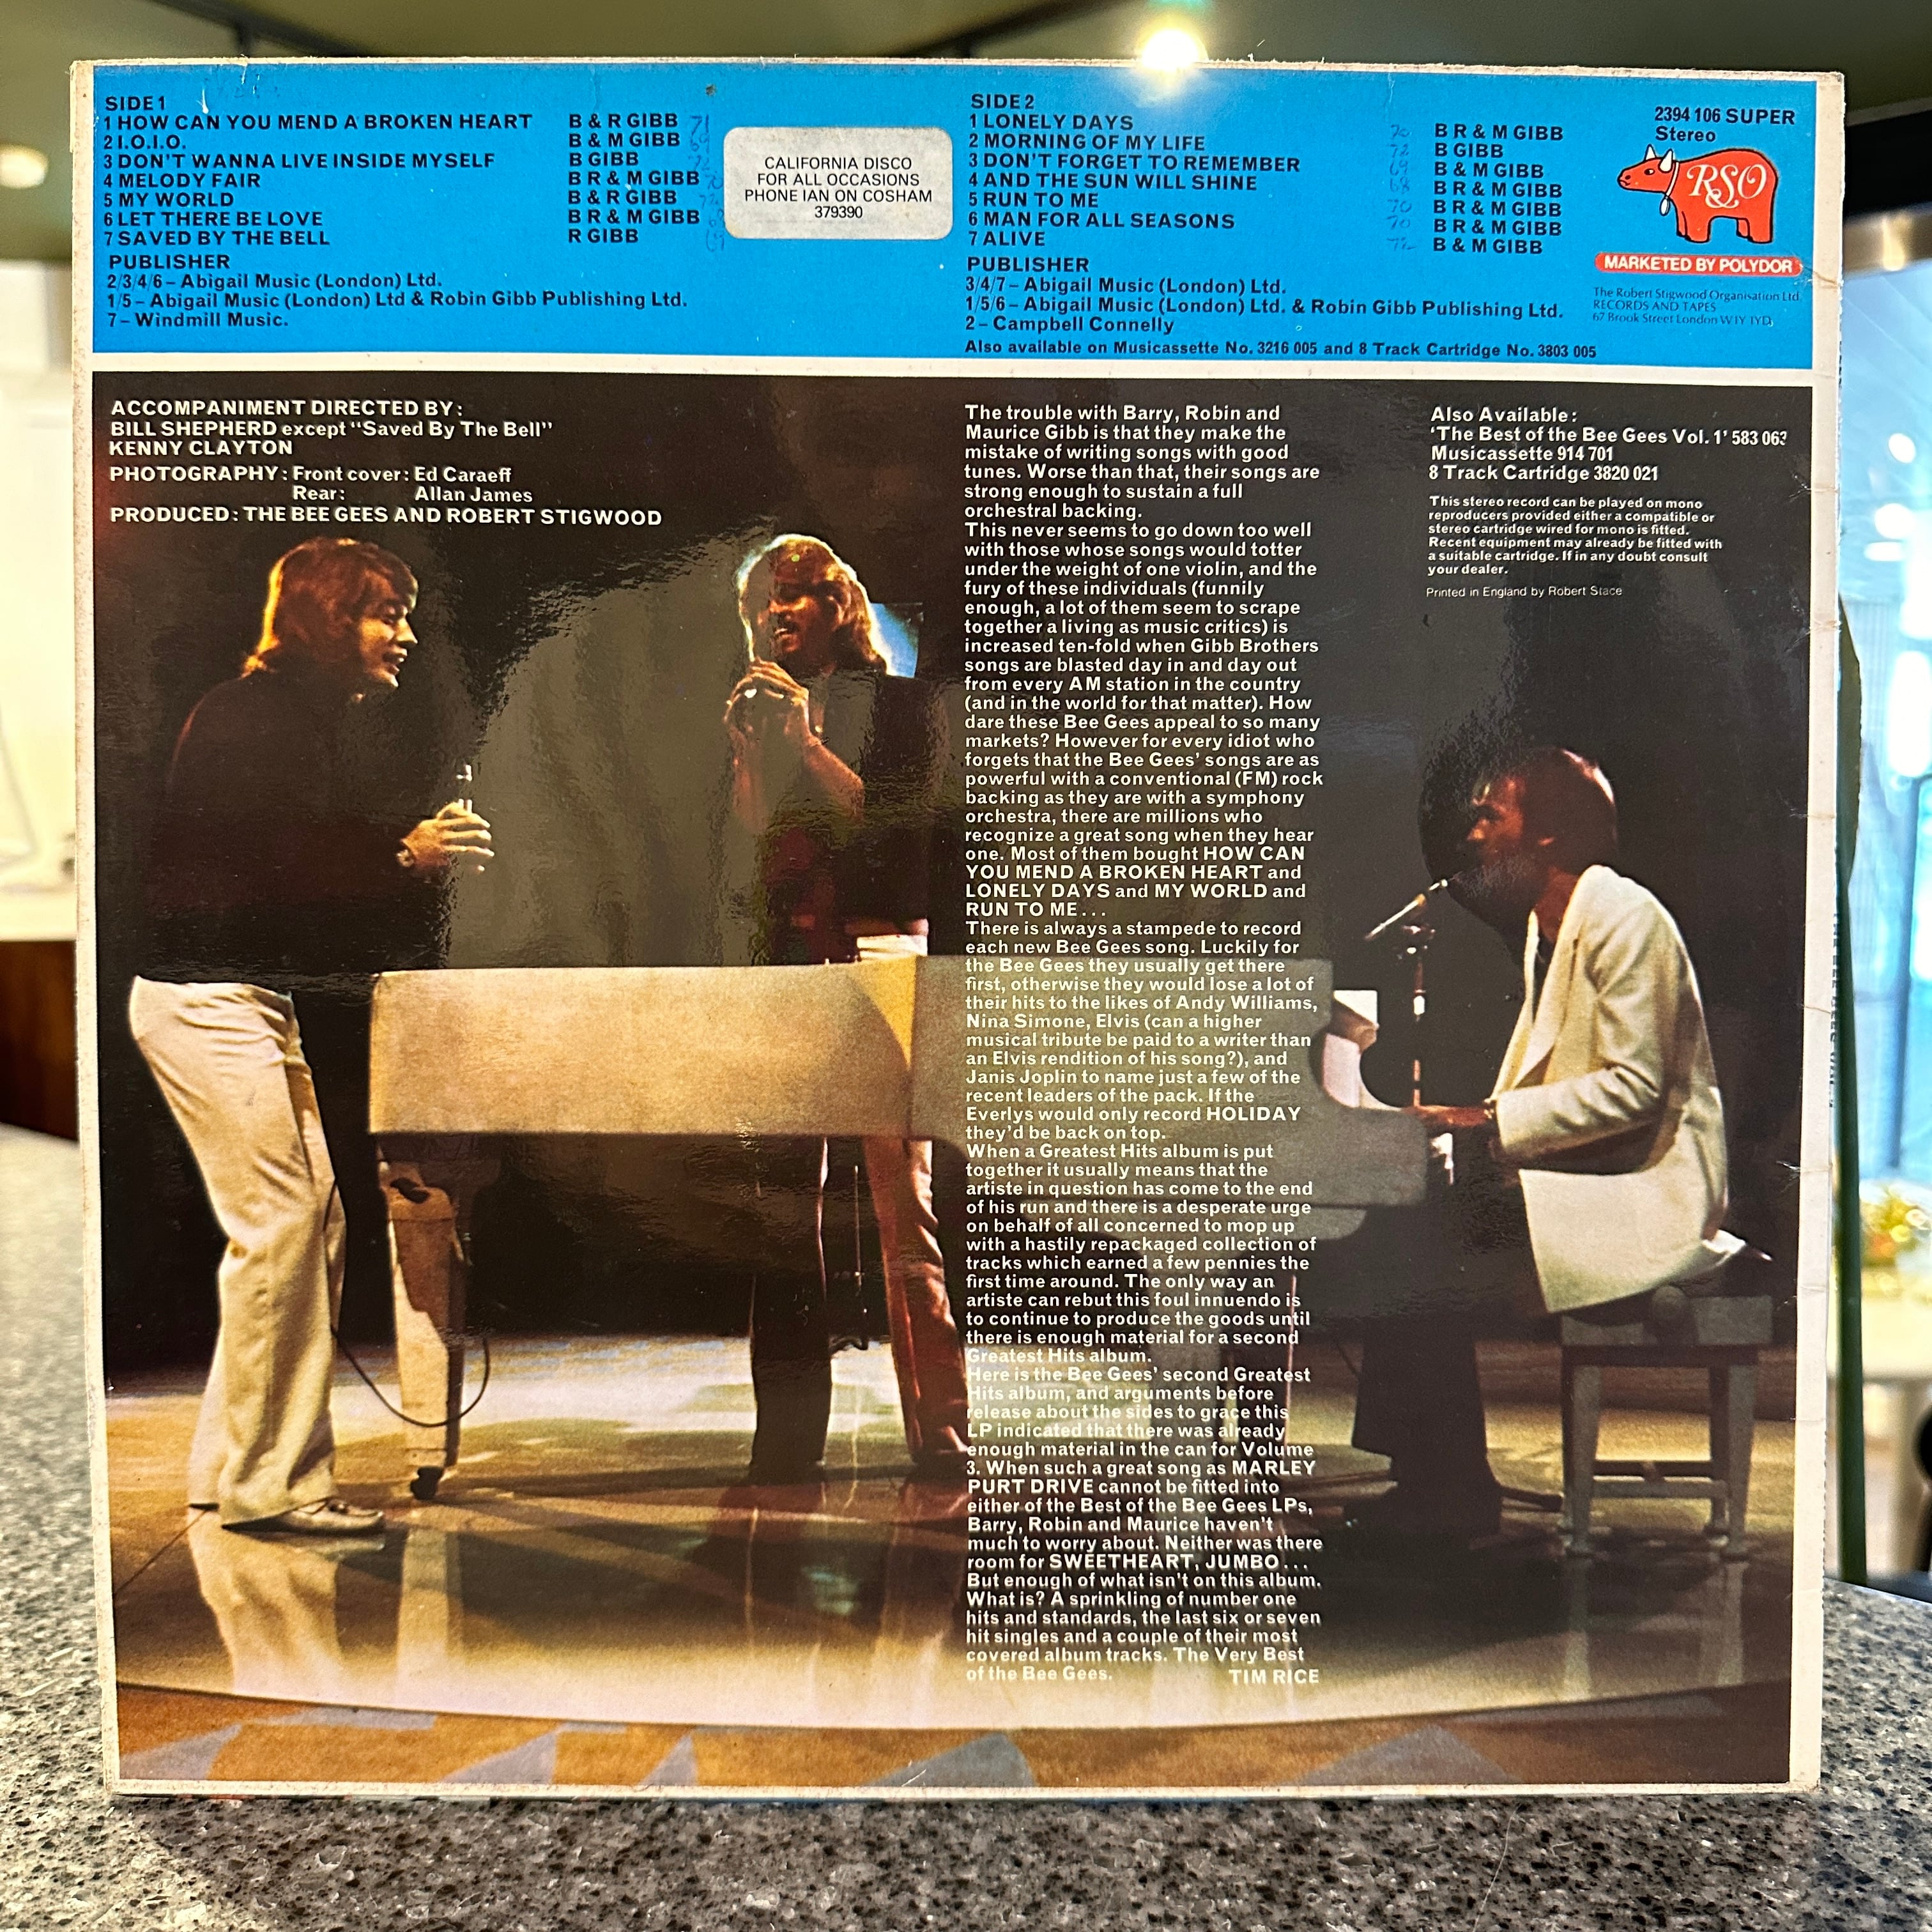 SIDE 1
1 HOW CAN YOU MEND A BROKEN HEART B & R GIBB 71
2 I.O.I.O. B & M GIBB 69
3 DON'T WANNA LIVE INSIDE MYSELF B GIBB 72
4 MELODY FAIR B R & M GIBB 70
5 MY WORLD B & R GIBB 72
6 LET THERE BE LOVE B R & M GIBB
7 SAVED BY THE BELL R GIBB 69
PUBLISHER
2/3/4/6 – Abigail Music (London) Ltd.
1/5 – Abigail Music (London) Ltd & Robin Gibb Publishing Ltd.
7 – Windmill Music.
CALIFORNIA DISCO
FOR ALL OCCASIONS
PHONE IAN ON COSHAM
379390
SIDE 2
1 LONELY DAYS 70 B R & M GIBB
2 MORNING OF MY LIFE 72 B GIBB
3 DON'T FORGET TO REMEMBER 69 B & M GIBB
4 AND THE SUN WILL SHINE 68 B R & M GIBB
5 RUN TO ME 70 B R & M GIBB
6 MAN FOR ALL SEASONS 70 B R & M GIBB
7 ALIVE 72 B & M GIBB
PUBLISHER
3/4/7 – Abigail Music (London) Ltd.
1/5/6 – Abigail Music (London) Ltd. & Robin Gibb Publishing Ltd.
2 – Campbell Connelly
Also available on Musicassette No. 3216 005 and 8 Track Cartridge No. 3803 005
2394 106 SUPER
Stereo
RSO
MARKETED BY POLYDOR
The Robert Stigwood Organisation Ltd.
RECORDS AND TAPES
67 Brook Street London W1Y 1YD
ACCOMPANIMENT DIRECTED BY:
BILL SHEPHERD except "Saved By The Bell"
KENNY CLAYTON
PHOTOGRAPHY: Front cover: Ed Caraeff
Rear: Allan James
PRODUCED: THE BEE GEES AND ROBERT STIGWOOD
The trouble with Barry, Robin and
Maurice Gibb is that they make the
mistake of writing songs with good
tunes. Worse than that, their songs are
strong enough to sustain a full
orchestral backing.
This never seems to go down too well
with those whose songs would totter
under the weight of one violin, and the
fury of these individuals (funnily
enough, a lot of them seem to scrape
together a living as music critics) is
increased ten-fold when Gibb Brothers
songs are blasted day in and day out
from every AM station in the country
(and in the world for that matter). How
dare these Bee Gees appeal to so many
markets? However for every idiot who
forgets that the Bee Gees' songs are as
powerful with a conventional (FM) rock
backing as they are with a symphony
orchestra, there are millions who
recognize a great song when they hear
one. Most of them bought HOW CAN
YOU MEND A BROKEN HEART and
LONELY DAYS and MY WORLD and
RUN TO ME . . .
There is always a stampede to record
each new Bee Gees song. Luckily for
the Bee Gees they usually get there
first, otherwise they would lose a lot of
their hits to the likes of Andy Williams,
Nina Simone, Elvis (can a higher
musical tribute be paid to a writer than
an Elvis rendition of his song?), and
Janis Joplin to name just a few of the
recent leaders of the pack. If the
Everlys would only record HOLIDAY
they'd be back on top.
When a Greatest Hits album is put
together it usually means that the
artiste in question has come to the end
of his run and there is a desperate urge
on behalf of all concerned to mop up
with a hastily repackaged collection of
tracks which earned a few pennies the
first time around. The only way an
artiste can rebut this foul innuendo is
to continue to produce the goods until
there is enough material for a second
Greatest Hits album.
Here is the Bee Gees' second Greatest
Hits album, and arguments before
release about the sides to grace this
LP indicated that there was already
enough material in the can for Volume
3. When such a great song as MARLEY
PURT DRIVE cannot be fitted into
either of the Best of the Bee Gees LPs,
Barry, Robin and Maurice haven't
much to worry about. Neither was there
room for SWEETHEART, JUMBO . . .
But enough of what isn't on this album.
What is? A sprinkling of number one
hits and standards, the last six or seven
hit singles and a couple of their most
covered album tracks. The Very Best
of the Bee Gees. TIM RICE
Also Available:
'The Best of the Bee Gees Vol. 1' 583 063
Musicassette 914 701
8 Track Cartridge 3820 021
This stereo record can be played on mono
reproducers provided either a compatible or
stereo cartridge wired for mono is fitted.
Recent equipment may already be fitted with
a suitable cartridge. If in any doubt consult
your dealer.
Printed in England by Robert Stace